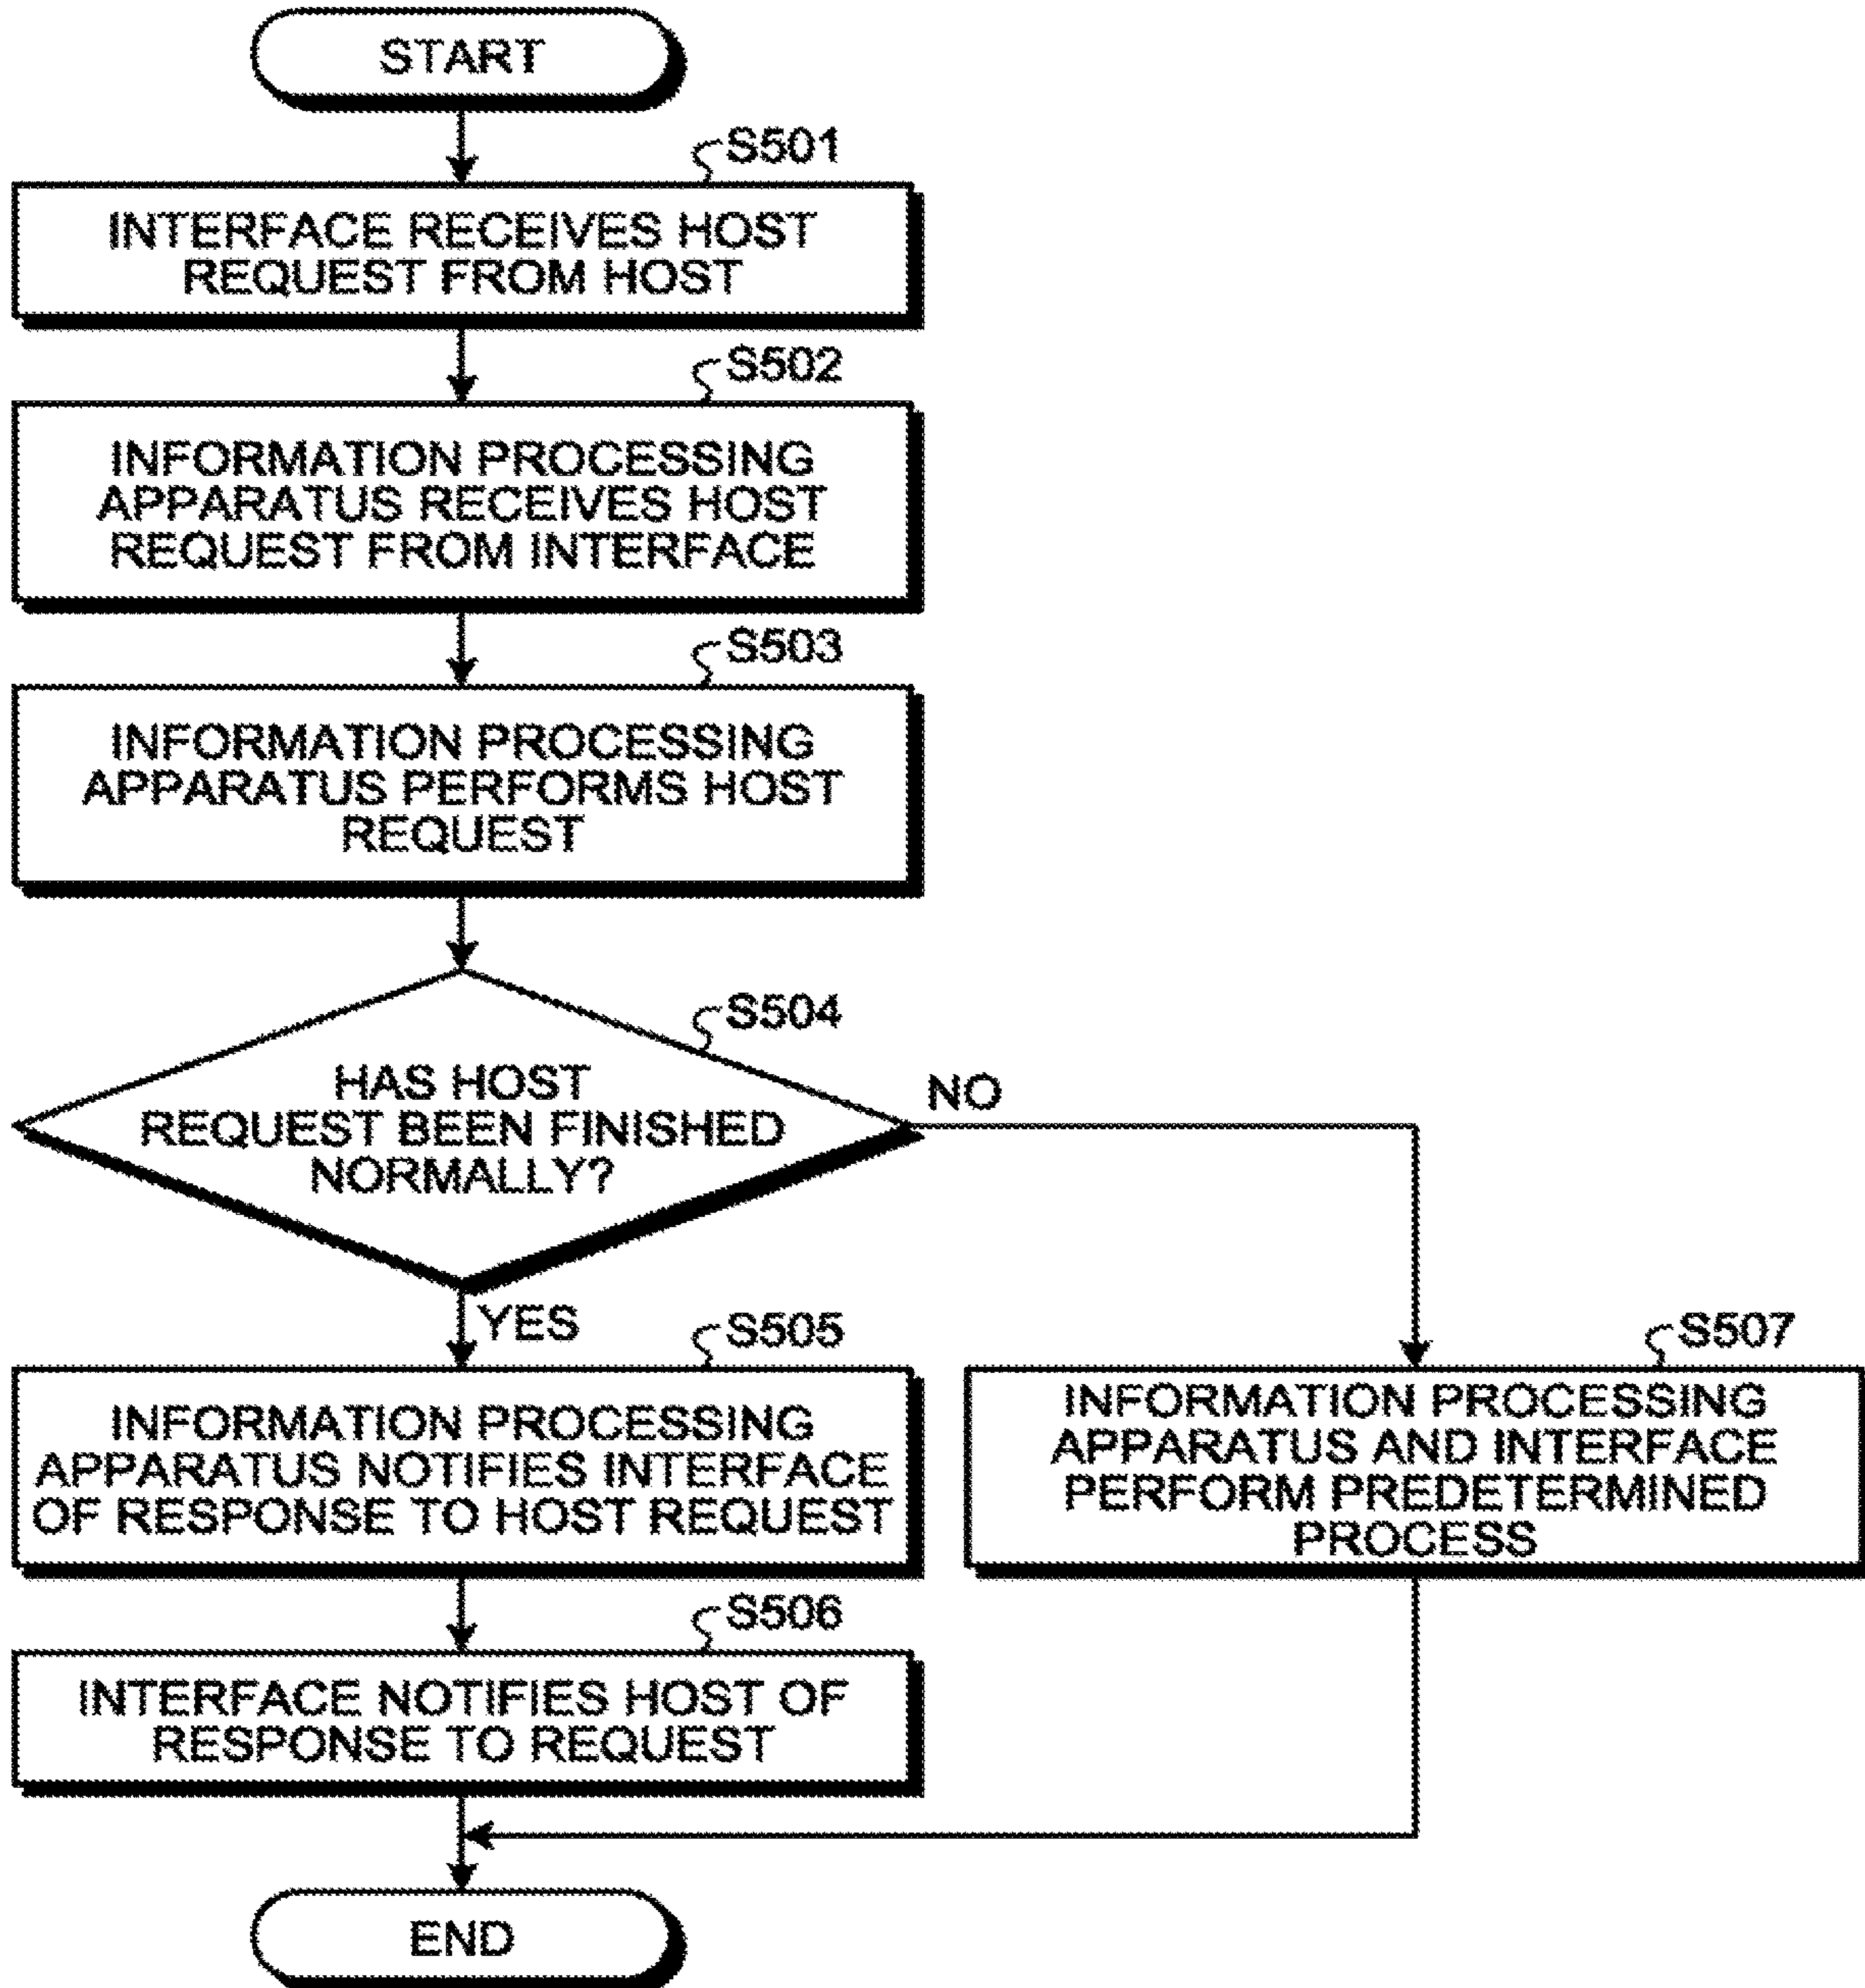 START
S501
INTERFACE RECEIVES HOST
REQUEST FROM HOST
S502
INFORMATION PROCESSING
APPARATUS RECEIVES HOST
REQUEST FROM INTERFACE
S503
INFORMATION PROCESSING
APPARATUS PERFORMS HOST
REQUEST
S504
HAS HOST
REQUEST BEEN FINISHED
NORMALLY?
NO
YES
S505
INFORMATION PROCESSING
APPARATUS NOTIFIES INTERFACE
OF RESPONSE TO HOST REQUEST
S507
INFORMATION PROCESSING
APPARATUS AND INTERFACE
PERFORM PREDETERMINED
PROCESS
S506
INTERFACE NOTIFIES HOST OF
RESPONSE TO REQUEST
END